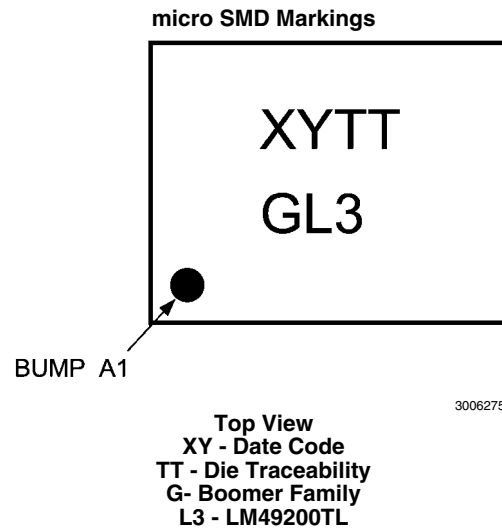 micro SMD Markings
XYTT
GL3
BUMP A1
3006275
Top View
XY - Date Code
TT - Die Traceability
G- Boomer Family
L3 - LM49200TL